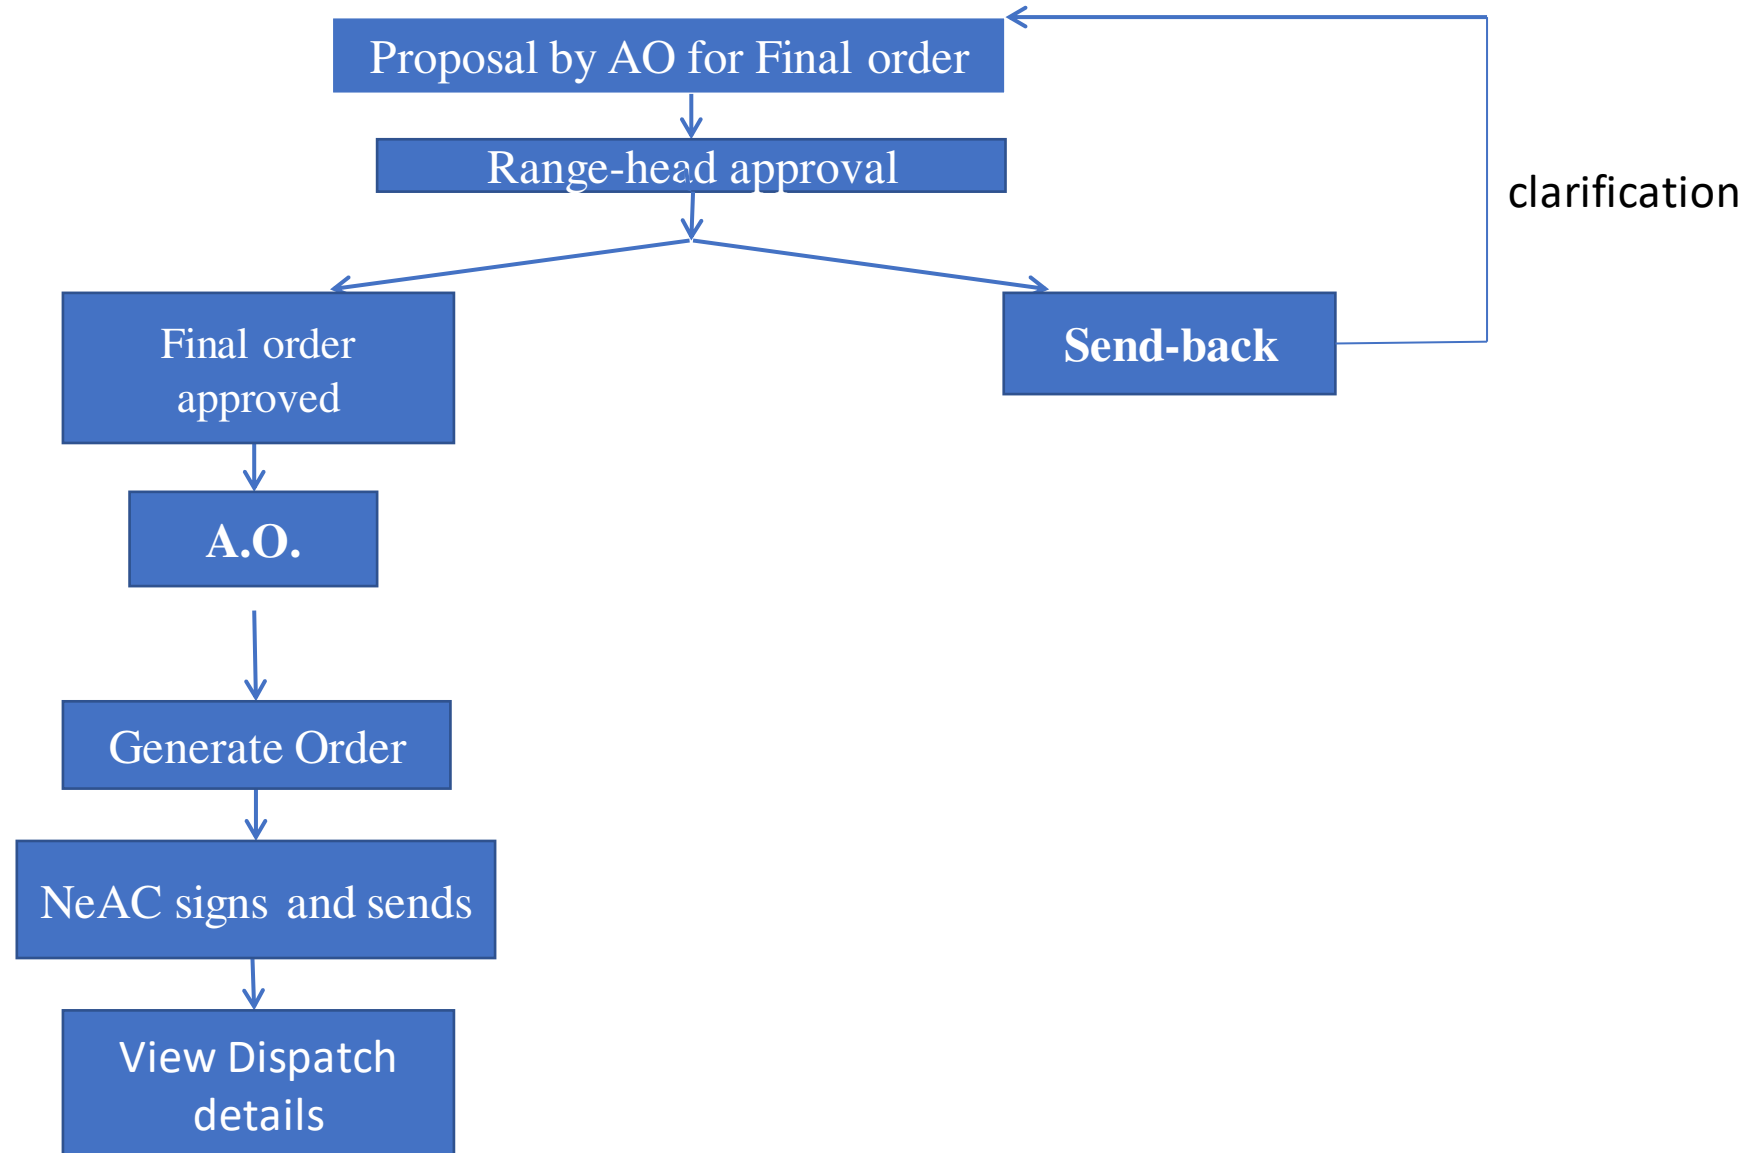 Proposal by AO for Final order
Range-head approval
clarification
Final order
approved
Send-back
A.O.
Generate Order
NeAC signs and sends
View Dispatch
details